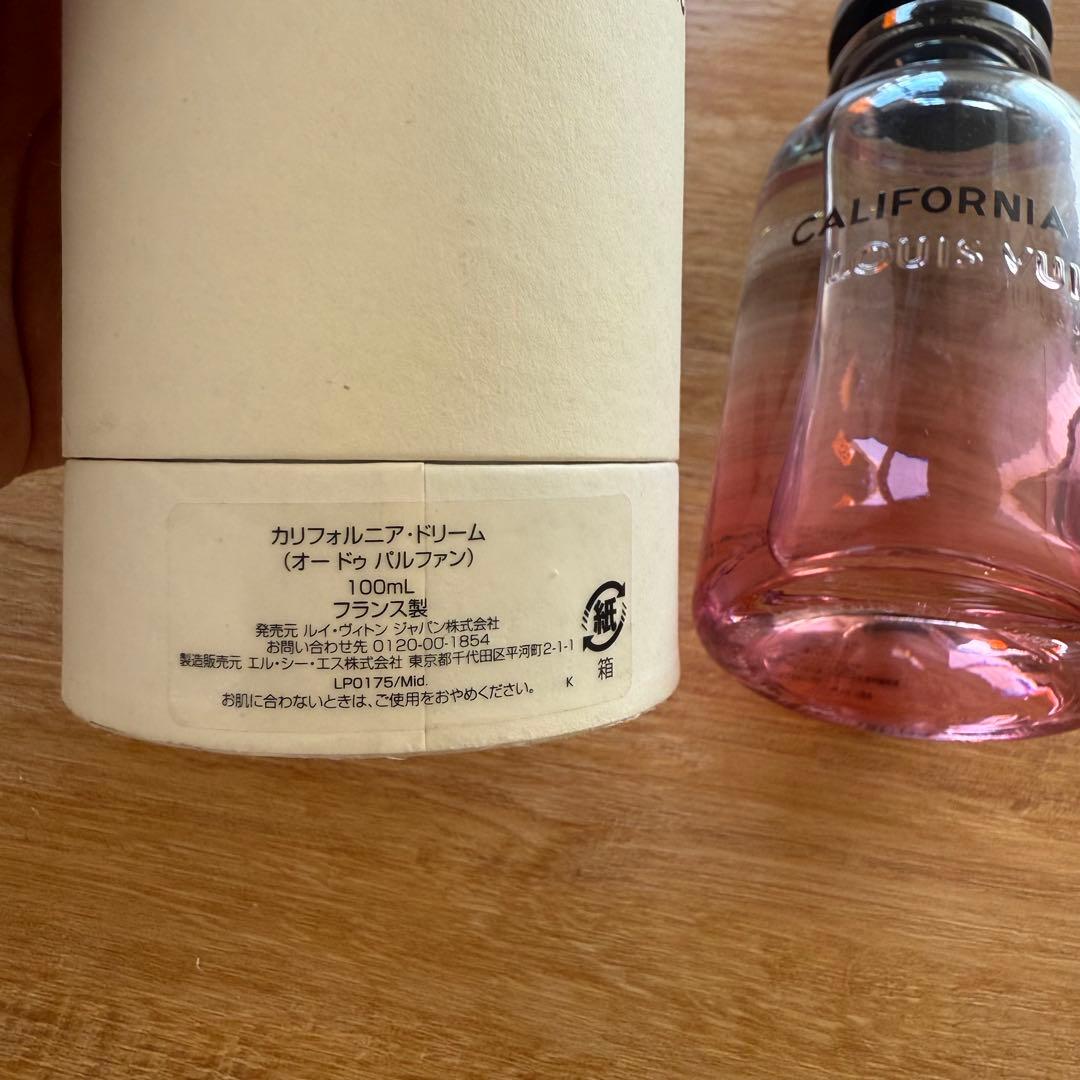 カリフォルニア・ドリーム
（オー ドゥ パルファン）
100mL
フランス製
発売元 ルイ・ヴィトン ジャパン株式会社
お問い合わせ先 0120-00-1854
製造販売元 エル・シー・エス株式会社 東京都千代田区平河町2-1-1
LP0175/Mid.
K
お肌に合わないときは、ご使用をおやめください。
紙
箱
CALIFORNIA
LOUIS VUI